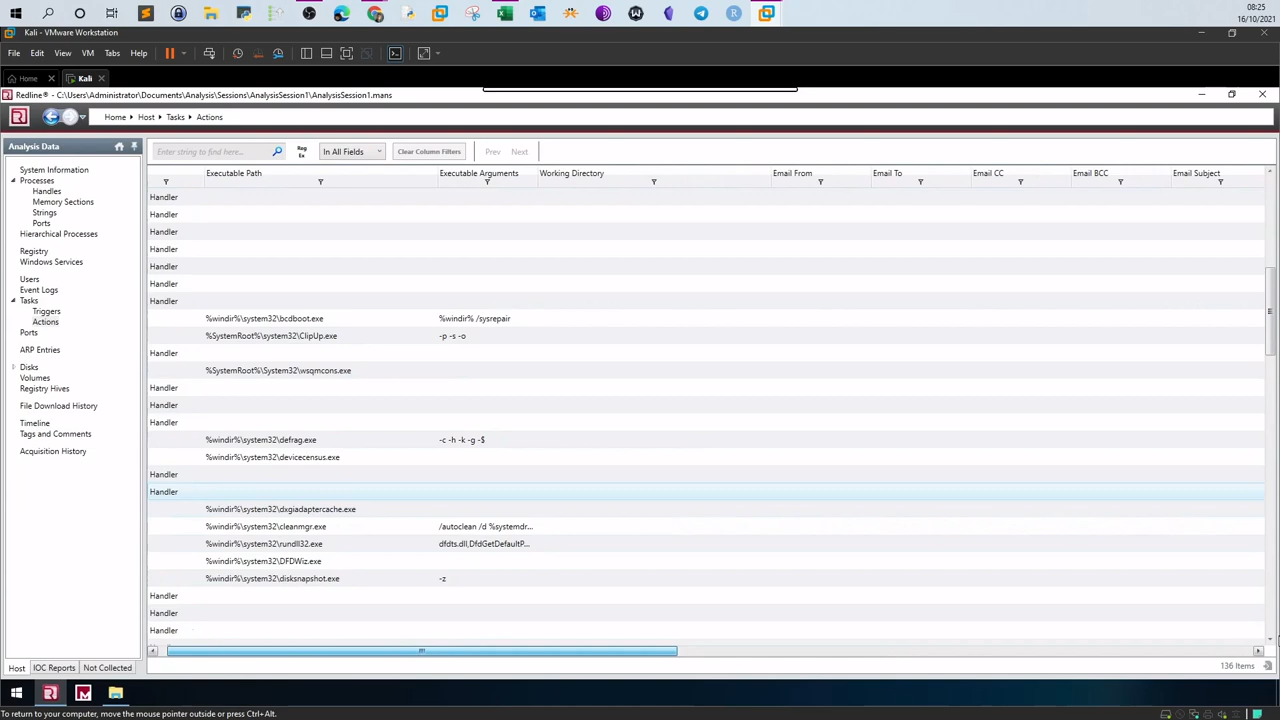 08:25
16/10/2021
Kali - VMware Workstation
File Edit View VM Tabs Help
Home Kali
Redline® - C:\Users\Administrator\Documents\Analysis\Sessions\AnalysisSession1\AnalysisSession1.mans
Home Host Tasks Actions
Analysis Data
System Information
Processes
Handles
Memory Sections
Strings
Ports
Hierarchical Processes
Registry
Windows Services
Users
Event Logs
Tasks
Triggers
Actions
Ports
ARP Entries
Disks
Volumes
Registry Hives
File Download History
Timeline
Tags and Comments
Acquisition History
Host IOC Reports Not Collected
Enter string to find here... Reg Ex In All Fields Clear Column Filters Prev Next
Executable Path Executable Arguments Working Directory Email From Email To Email CC Email BCC Email Subject
Handler
Handler
Handler
Handler
Handler
Handler
Handler
%windir%\system32\bcdboot.exe %windir% /sysrepair
%SystemRoot%\system32\ClipUp.exe -p -s -o
Handler
%SystemRoot%\System32\wsqmcons.exe
Handler
Handler
Handler
%windir%\system32\defrag.exe -c -h -k -g -$
%windir%\system32\devicecensus.exe
Handler
Handler
%windir%\system32\dxgiadaptercache.exe
%windir%\system32\cleanmgr.exe /autoclean /d %systemdr...
%windir%\system32\rundll32.exe dfdts.dll,DfdGetDefaultP...
%windir%\system32\DFDWiz.exe
%windir%\system32\disksnapshot.exe -z
Handler
Handler
Handler
136 Items
To return to your computer, move the mouse pointer outside or press Ctrl+Alt.